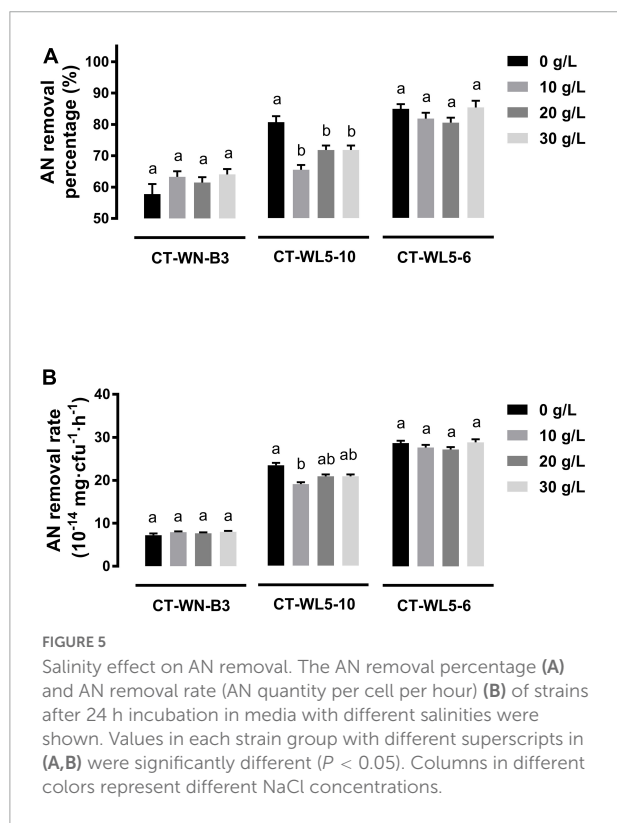 A
AN removal percentage (%)
100
90
80
70
60
50
a a a a
a b b b
a a a a
CT-WN-B3 CT-WL5-10 CT-WL5-6
0 g/L
10 g/L
20 g/L
30 g/L
B
AN removal rate
(10⁻¹⁴ mg·cfu⁻¹·h⁻¹)
40
30
20
10
0
a a a a
a b ab ab
a a a a
CT-WN-B3 CT-WL5-10 CT-WL5-6
0 g/L
10 g/L
20 g/L
30 g/L
FIGURE 5
Salinity effect on AN removal. The AN removal percentage (A)
and AN removal rate (AN quantity per cell per hour) (B) of strains
after 24 h incubation in media with different salinities were
shown. Values in each strain group with different superscripts in
(A,B) were significantly different (P < 0.05). Columns in different
colors represent different NaCl concentrations.